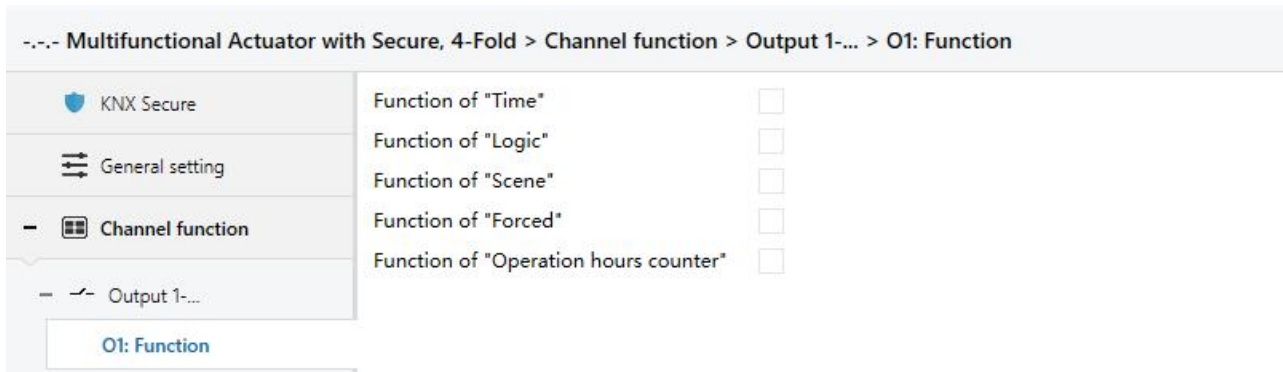 -.-.- Multifunctional Actuator with Secure, 4-Fold > Channel function > Output 1-... > O1: Function
KNX Secure
General setting
Channel function
Output 1-...
O1: Function
Function of "Time"
Function of "Logic"
Function of "Scene"
Function of "Forced"
Function of "Operation hours counter"